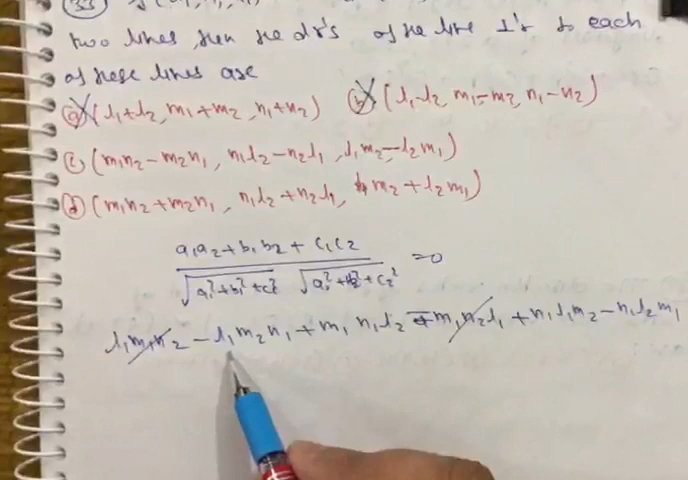 two lines, then the dr's of the line ⊥'r to each
of these lines are
(a) (l₁+l₂, m₁+m₂, n₁+n₂) (b) (l₁-l₂, m₁-m₂, n₁-n₂)
(c) (m₁n₂-m₂n₁, n₁l₂-n₂l₁, l₁m₂-l₂m₁)
(d) (m₁n₂+m₂n₁, n₁l₂+n₂l₁, l₁m₂+l₂m₁)
a₁a₂+b₁b₂+c₁c₂
√a₁²+b₁²+c₁² √a₂²+b₂²+c₂² =0
l₁m₁n₂-l₁m₂n₁+m₁n₁l₂-m₁n₂l₁+n₁l₁m₂-n₁l₂m₁